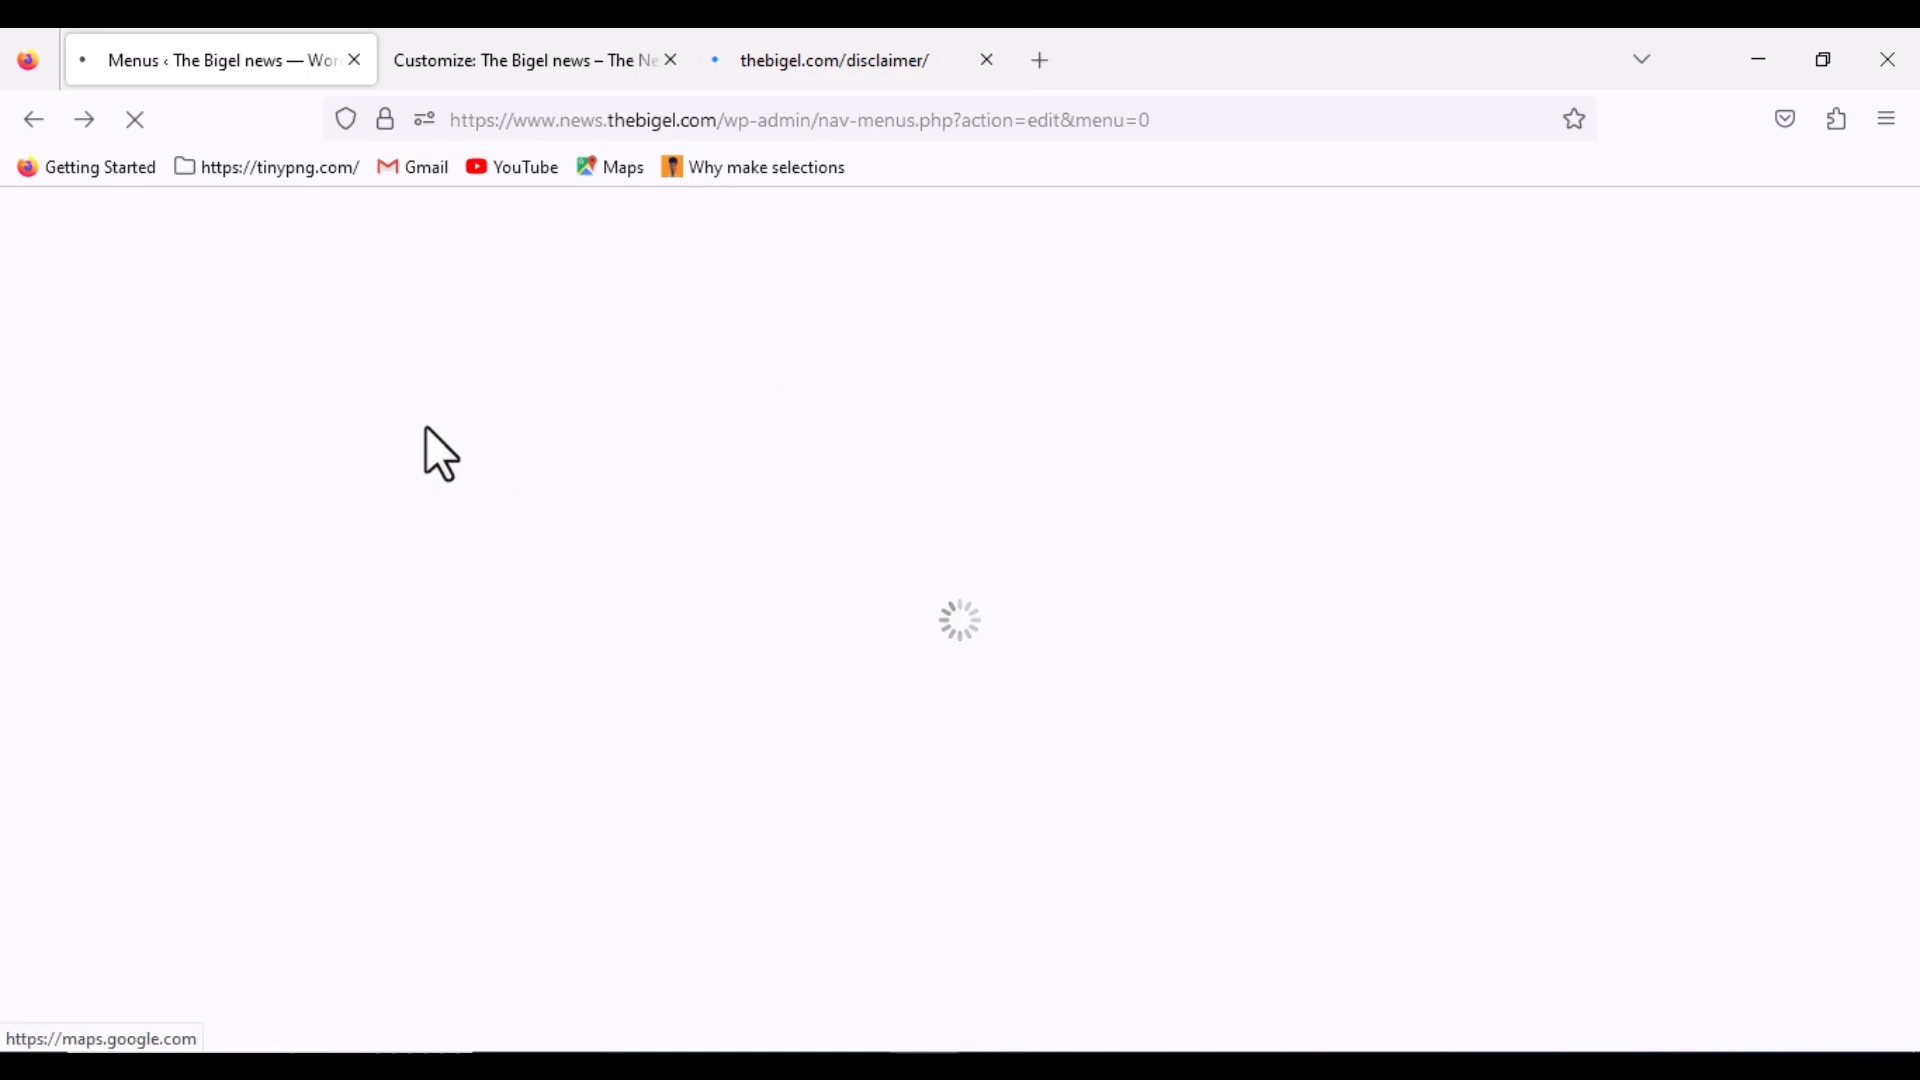 Menus ‹ The Bigel news — Wor
Customize: The Bigel news – The Ne
thebigel.com/disclaimer/
https://www.news.thebigel.com/wp-admin/nav-menus.php?action=edit&menu=0
Getting Started
https://tinypng.com/
Gmail
YouTube
Maps
Why make selections
https://maps.google.com